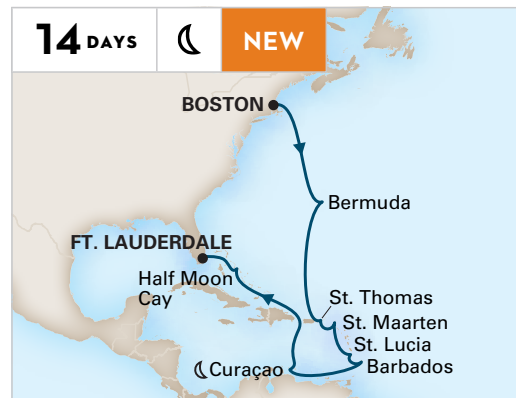 14 DAYS
NEW
BOSTON
Bermuda
FT. LAUDERDALE
Half Moon
Cay
St. Thomas
St. Maarten
St. Lucia
Barbados
Curaçao